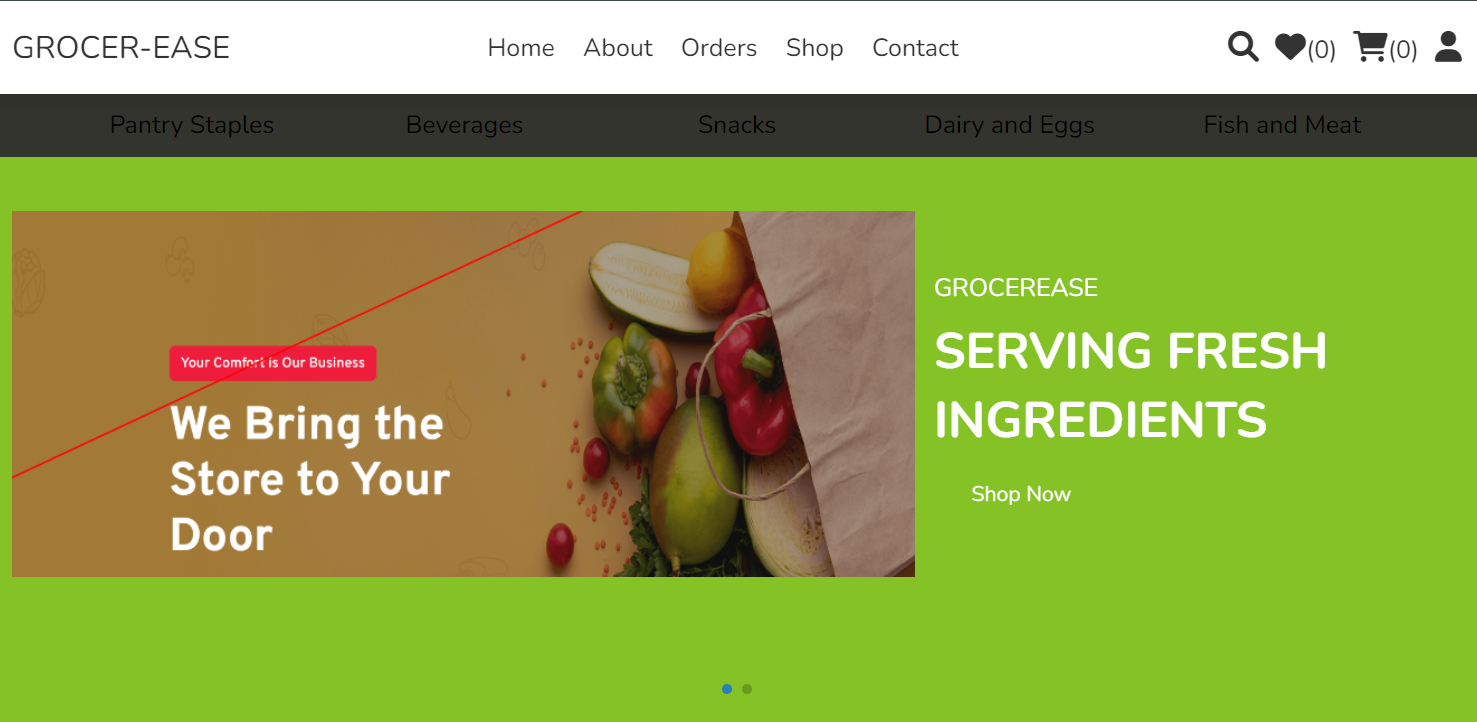 GROCER-EASE
Home About Orders Shop Contact
(0) (0)
Pantry Staples Beverages Snacks Dairy and Eggs Fish and Meat
Your Comfort is Our Business
We Bring the
Store to Your
Door
GROCEREASE
SERVING FRESH
INGREDIENTS
Shop Now